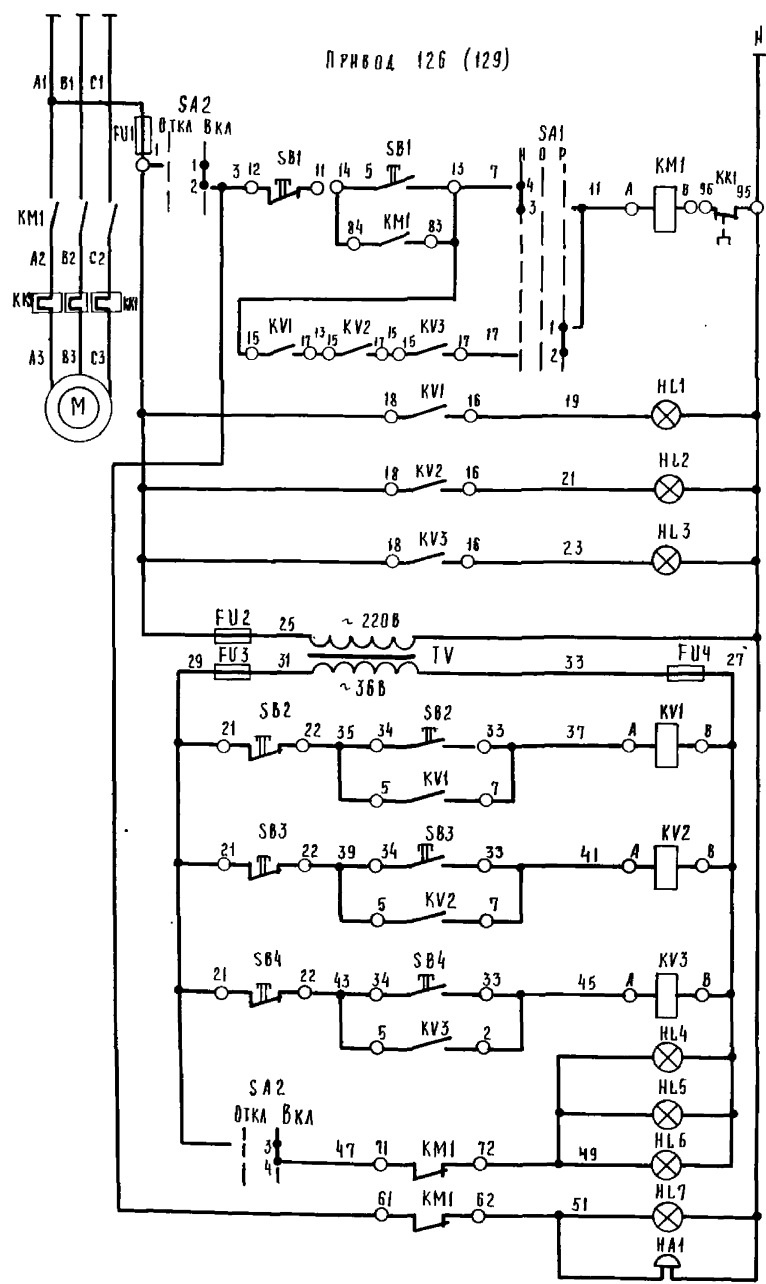 Привод 126 (129)
N
A1 B1 C1
SA2
FU1 Откл Вкл
1 1
2 3 12 SB1 11 14 5 SB1 13 7
SA1
Н О Р
4
3
11 A KM1 B 96 KK1 95
KM1
84 KM1 83
A2 B2 C2
KK1 KK1
A3 B3 C3
M
15 KV1 17 13 15 KV2 17 15 15 KV3 17 17
1
2
18 KV1 16 19 HL1
18 KV2 16 21 HL2
18 KV3 16 23 HL3
FU2 25 ~ 220В
TV
29 FU3 31 ~36В 33 FU4 27
21 SB2 22 35 34 SB2 33 37 A KV1 B
5 KV1 7
21 SB3 22 39 34 SB3 33 41 A KV2 B
5 KV2 7
21 SB4 22 43 34 SB4 33 45 A KV3 B
5 KV3 2
HL4
HL5
SA2
Откл Вкл
3
4 47 71 KM1 72 49 HL6
61 KM1 62 51 HL7
HA1